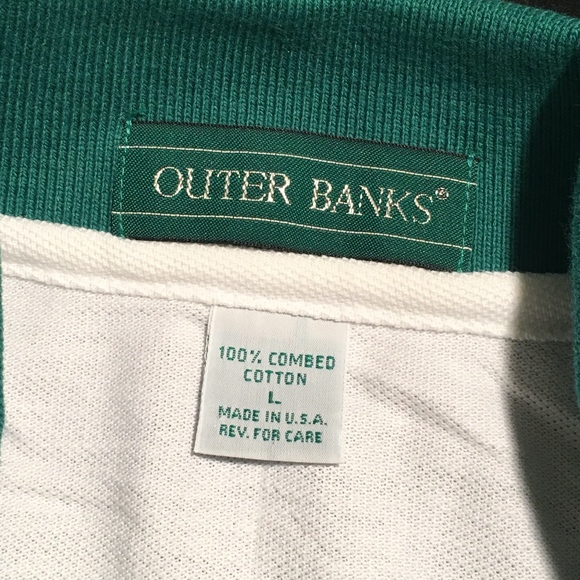 OUTER BANKS®
100% COMBED
COTTON
L
MADE IN U.S.A.
REV. FOR CARE